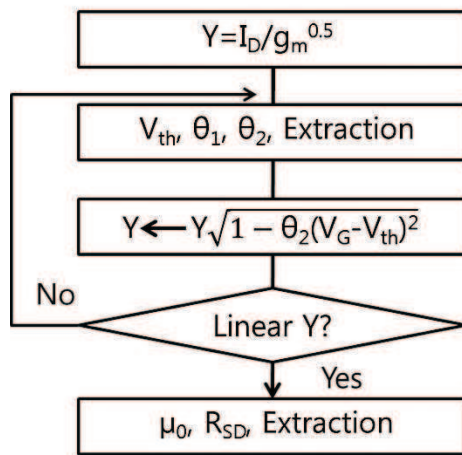 Y=I_D/g_m^0.5
V_th, θ_1, θ_2, Extraction
Y← Y√(1 − θ_2(V_G-V_th)^2)
No
Linear Y?
Yes
μ_0, R_SD, Extraction